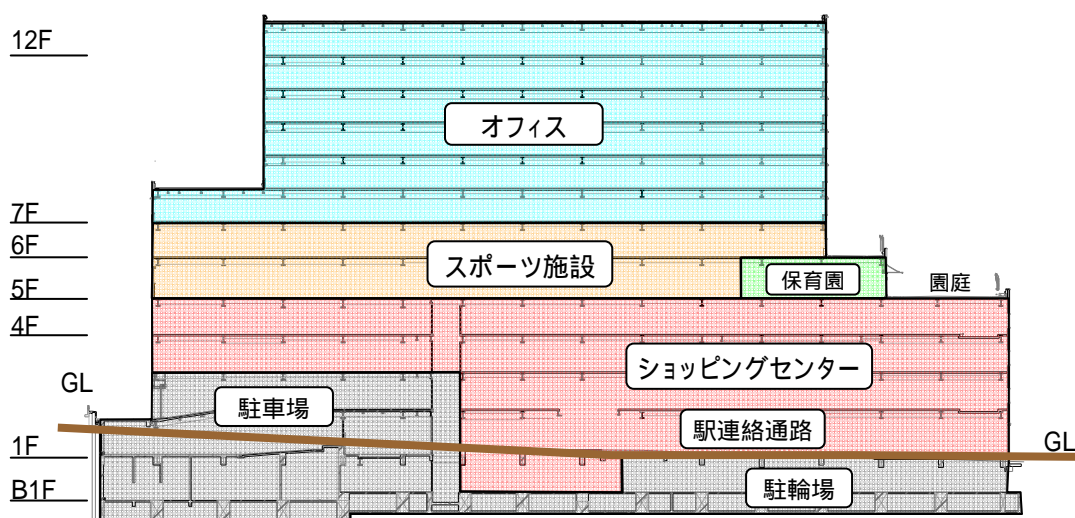 12F
オフィス
7F
6F
スポーツ施設
保育園
園庭
5F
4F
ショッピングセンター
GL
駐車場
駅連絡通路
GL
1F
駐輪場
B1F